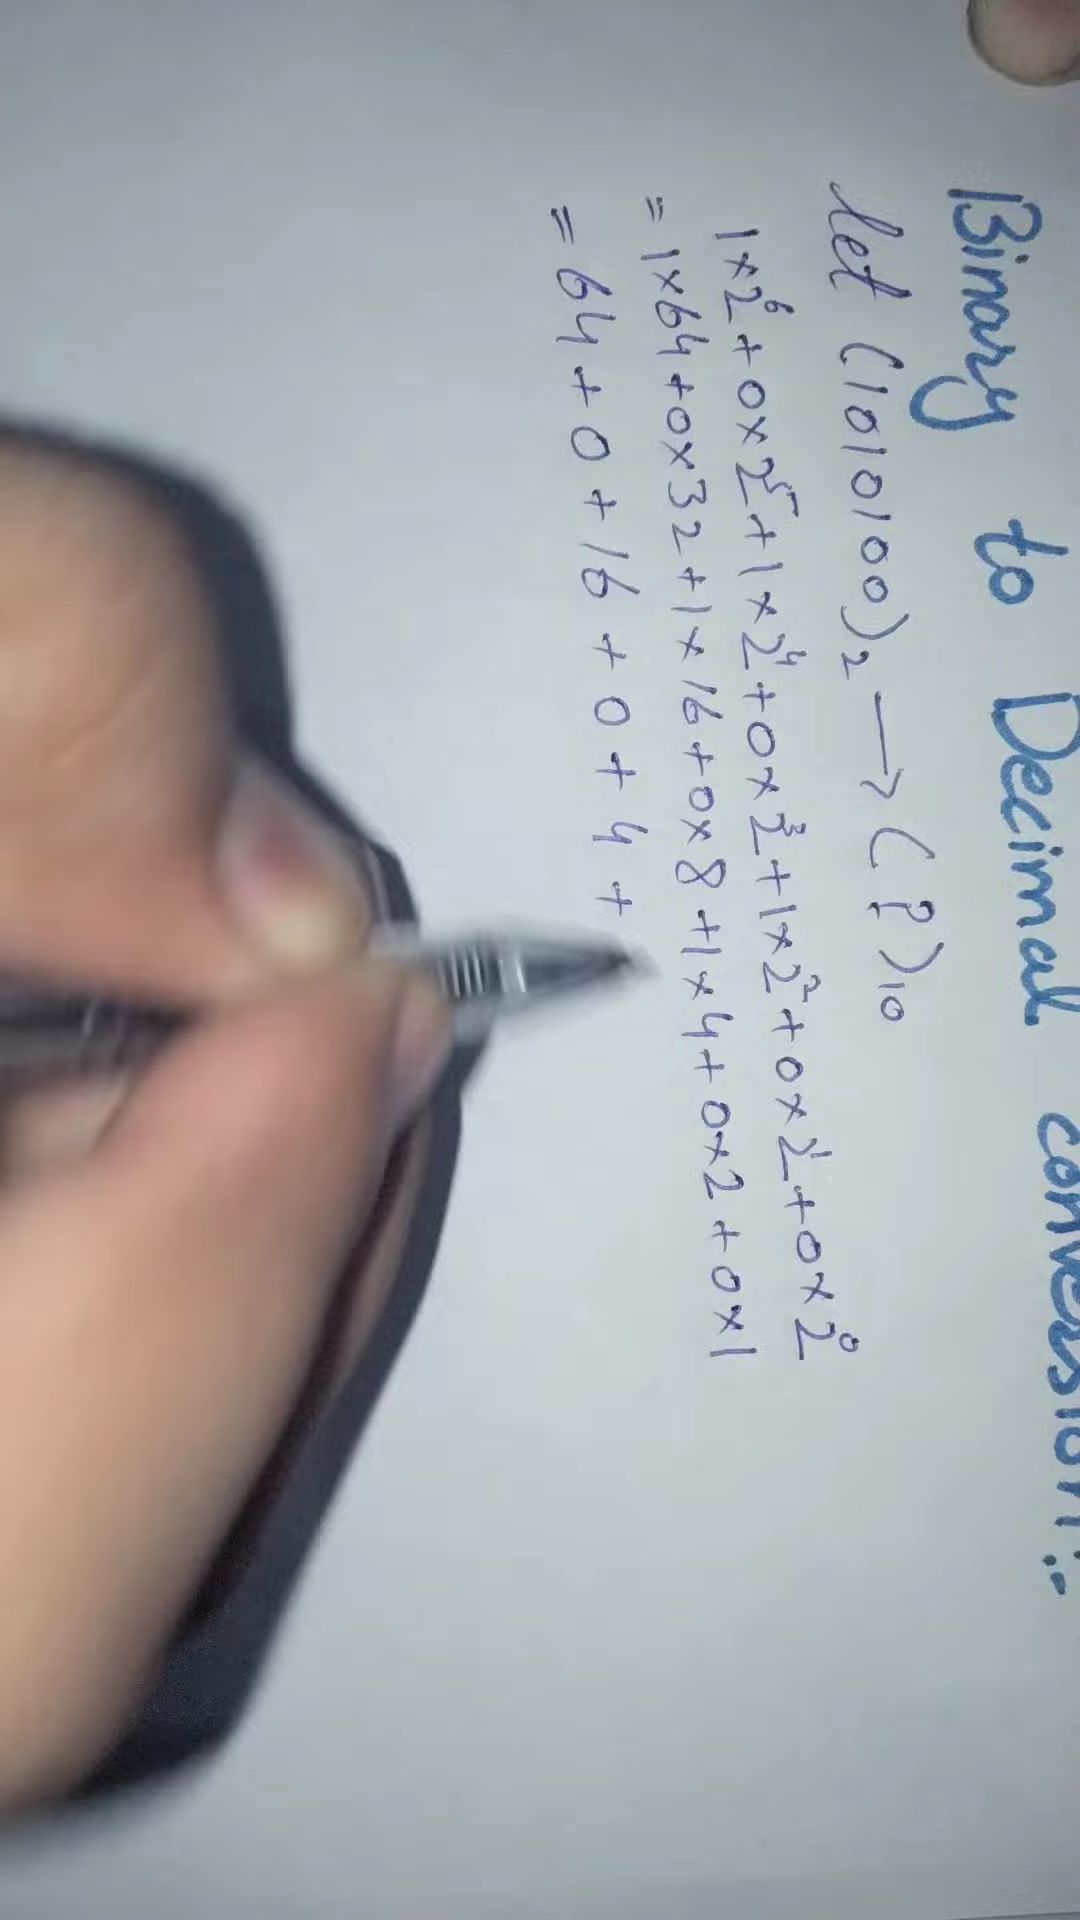 Binary to Decimal conversion:-
let (1010100)₂ → (?)₁₀
1×2⁶ + 0×2⁵ + 1×2⁴ + 0×2³ + 1×2² + 0×2¹ + 0×2⁰
= 1×64 + 0×32 + 1×16 + 0×8 + 1×4 + 0×2 + 0×1
= 64 + 0 + 16 + 0 + 4 +